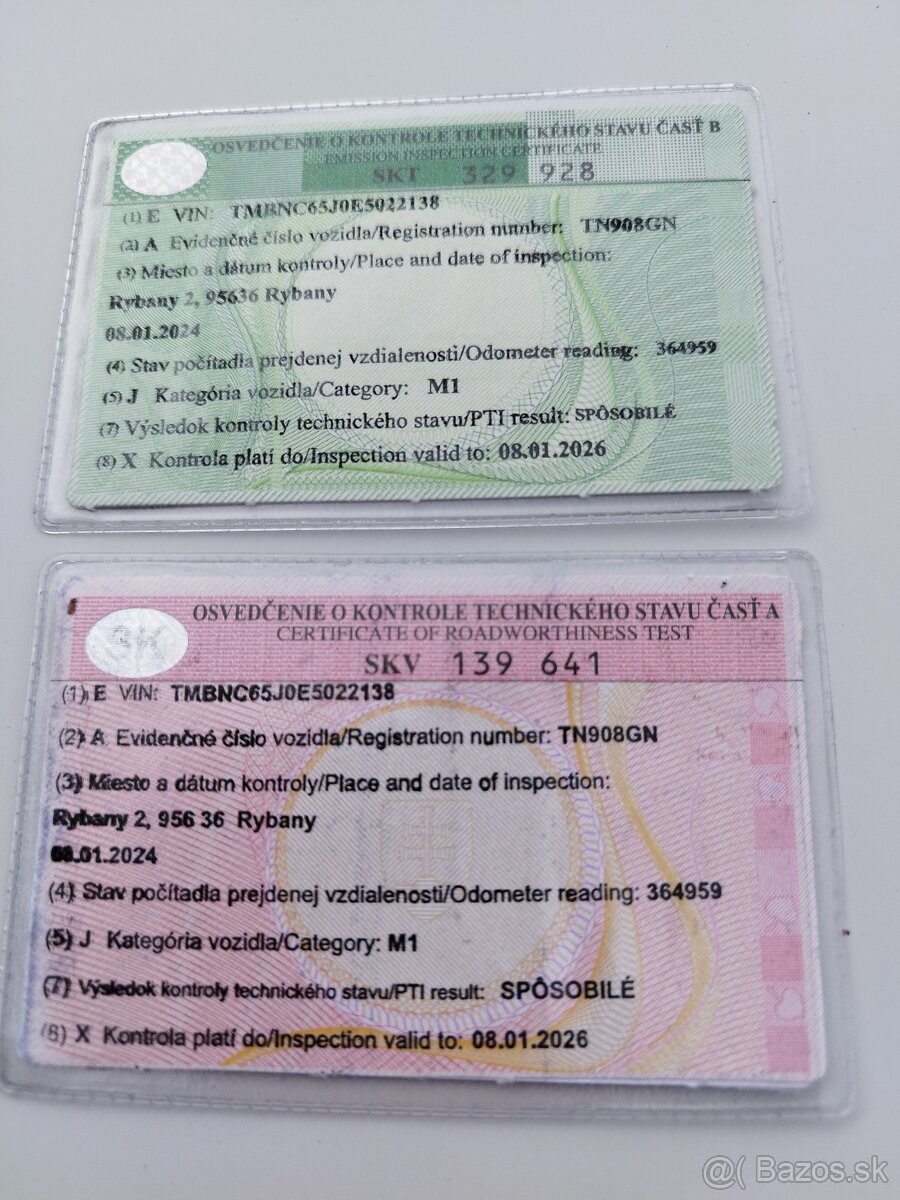 OSVEDČENIE O KONTROLE TECHNICKÉHO STAVU ČASŤ B
EMISSION INSPECTION CERTIFICATE
SKT 329 928
(1) E VIN: TMBNC65J0E5022138
(2) A Evidenčné číslo vozidla/Registration number: TN908GN
(3) Miesto a dátum kontroly/Place and date of inspection:
Rybany 2, 95636 Rybany
08.01.2024
(4) Stav počítadla prejdenej vzdialenosti/Odometer reading: 364959
(5) J Kategória vozidla/Category: M1
(7) Výsledok kontroly technického stavu/PTI result: SPÔSOBILÉ
(8) X Kontrola platí do/Inspection valid to: 08.01.2026
SK
OSVEDČENIE O KONTROLE TECHNICKÉHO STAVU ČASŤ A
CERTIFICATE OF ROADWORTHINESS TEST
SKV 139 641
(1) E VIN: TMBNC65J0E5022138
(2) A Evidenčné číslo vozidla/Registration number: TN908GN
(3) Miesto a dátum kontroly/Place and date of inspection:
Rybany 2, 956 36 Rybany
08.01.2024
(4) Stav počítadla prejdenej vzdialenosti/Odometer reading: 364959
(5) J Kategória vozidla/Category: M1
(7) Výsledok kontroly technického stavu/PTI result: SPÔSOBILÉ
(8) X Kontrola platí do/Inspection valid to: 08.01.2026
@( Bazos.sk